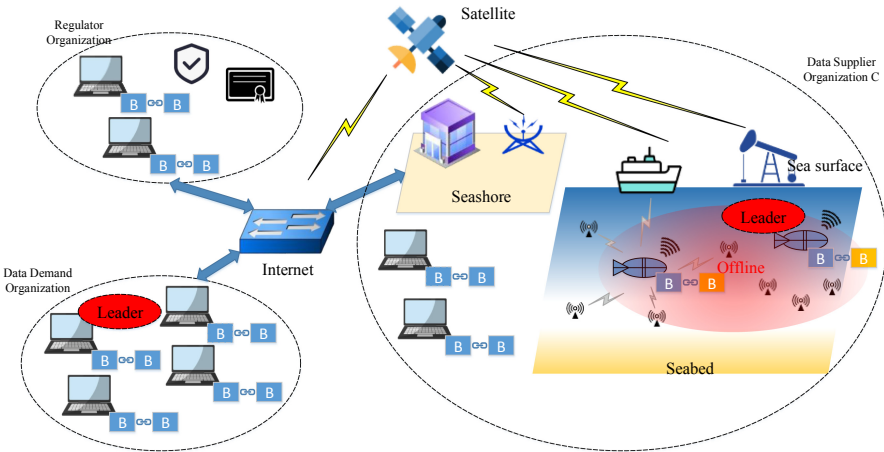 Satellite
Regulator
Organization
B B
B B
Data Supplier
Organization C
Sea surface
Seashore
Leader
Internet
B B
Offline
B B
B B
Data Demand
Organization
Leader
B B
B B
B B
B B
B B
Seabed